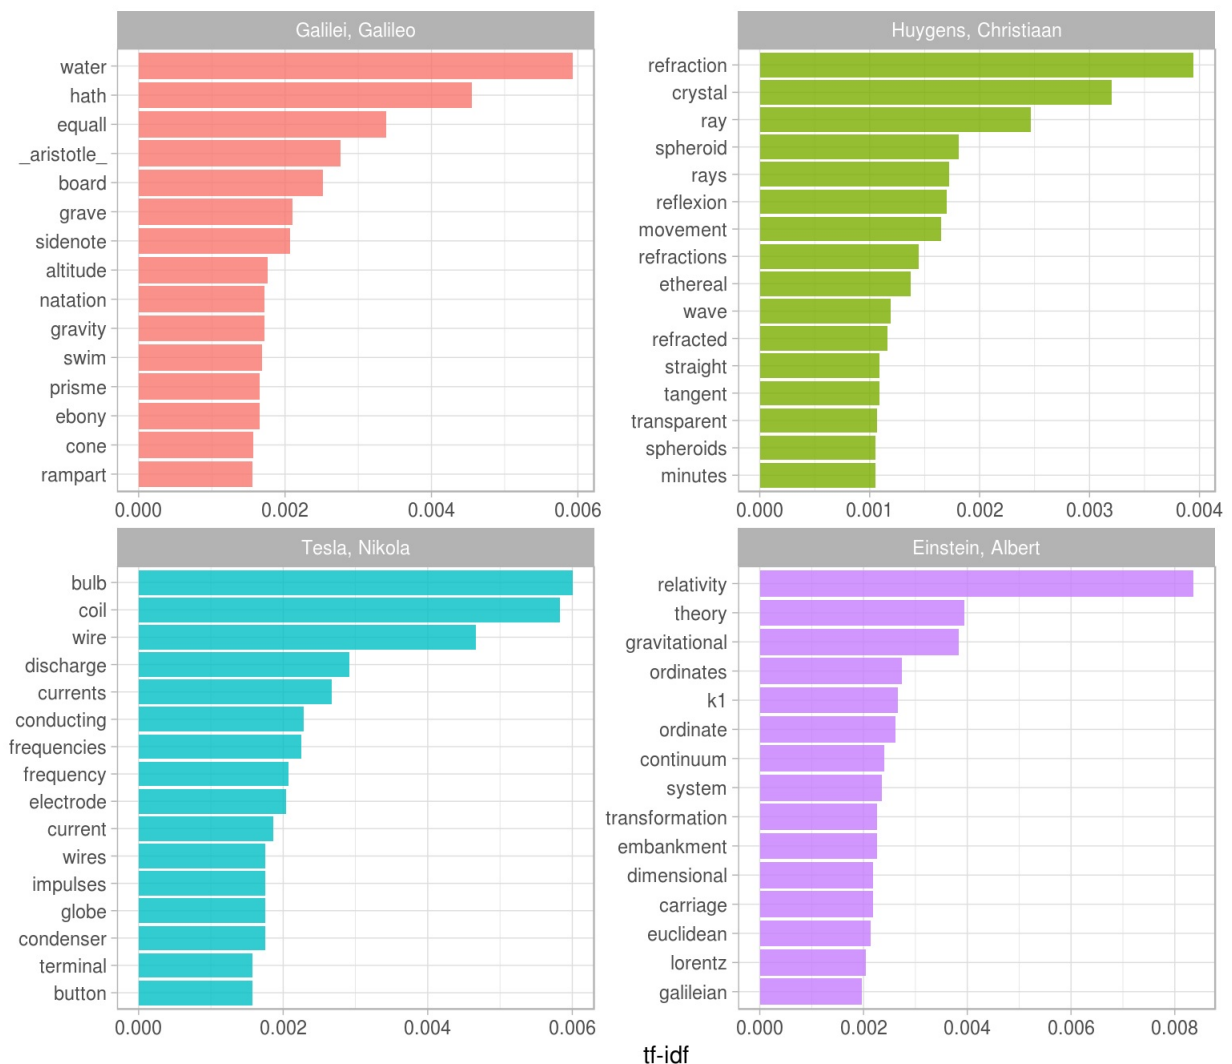 Galilei, Galileo
water
hath
equall
_aristotle_
board
grave
sidenote
altitude
natation
gravity
swim
prisme
ebony
cone
rampart
0.000 0.002 0.004 0.006
Huygens, Christiaan
refraction
crystal
ray
spheroid
rays
reflexion
movement
refractions
ethereal
wave
refracted
straight
tangent
transparent
spheroids
minutes
0.000 0.001 0.002 0.003 0.004
Tesla, Nikola
bulb
coil
wire
discharge
currents
conducting
frequencies
frequency
electrode
current
wires
impulses
globe
condenser
terminal
button
0.000 0.002 0.004 0.006
Einstein, Albert
relativity
theory
gravitational
ordinates
k1
ordinate
continuum
system
transformation
embankment
dimensional
carriage
euclidean
lorentz
galileian
0.000 0.002 0.004 0.006 0.008
tf-idf